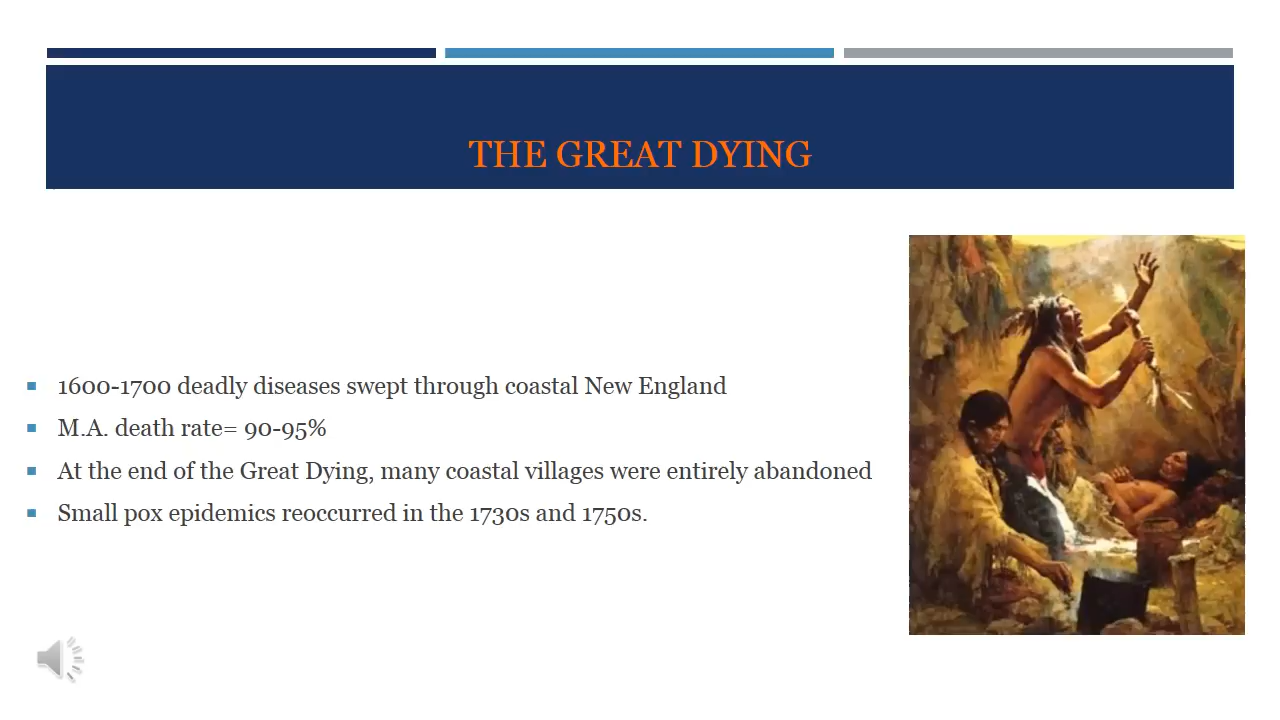 THE GREAT DYING
1600-1700 deadly diseases swept through coastal New England
M.A. death rate= 90-95%
At the end of the Great Dying, many coastal villages were entirely abandoned
Small pox epidemics reoccurred in the 1730s and 1750s.